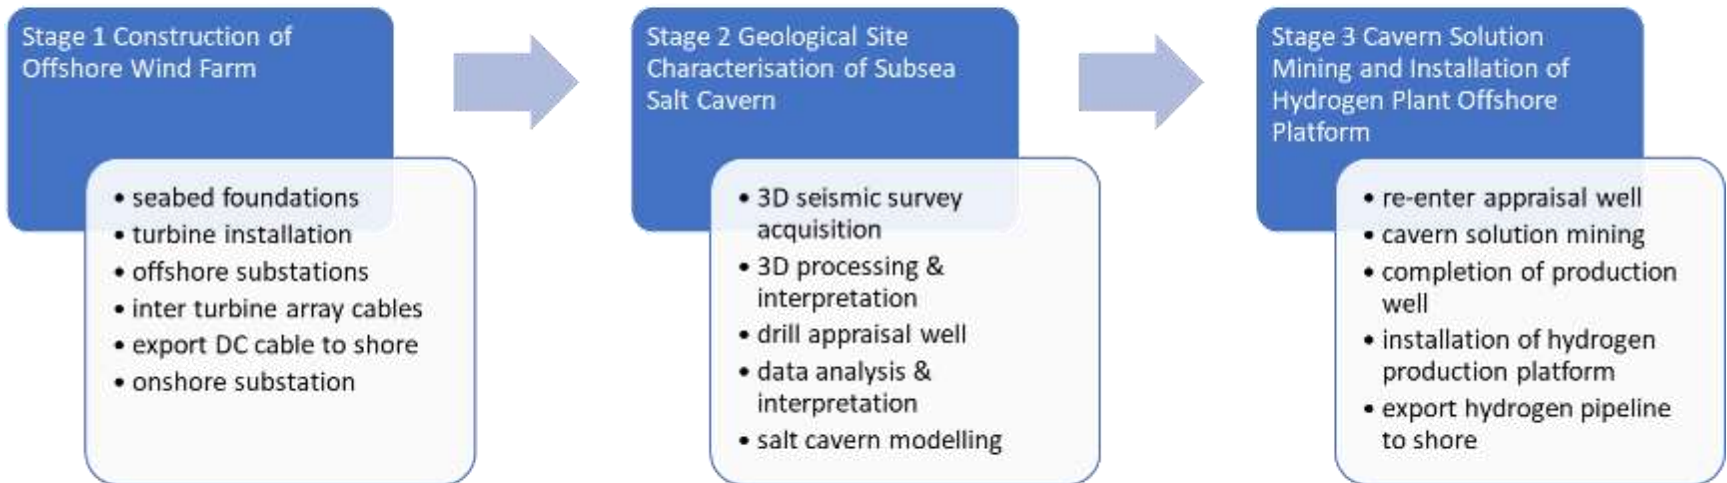 Stage 1 Construction of
Offshore Wind Farm
• seabed foundations
• turbine installation
• offshore substations
• inter turbine array cables
• export DC cable to shore
• onshore substation
Stage 2 Geological Site
Characterisation of Subsea
Salt Cavern
• 3D seismic survey
acquisition
• 3D processing &
interpretation
• drill appraisal well
• data analysis &
interpretation
• salt cavern modelling
Stage 3 Cavern Solution
Mining and Installation of
Hydrogen Plant Offshore
Platform
• re-enter appraisal well
• cavern solution mining
• completion of production
well
• installation of hydrogen
production platform
• export hydrogen pipeline
to shore